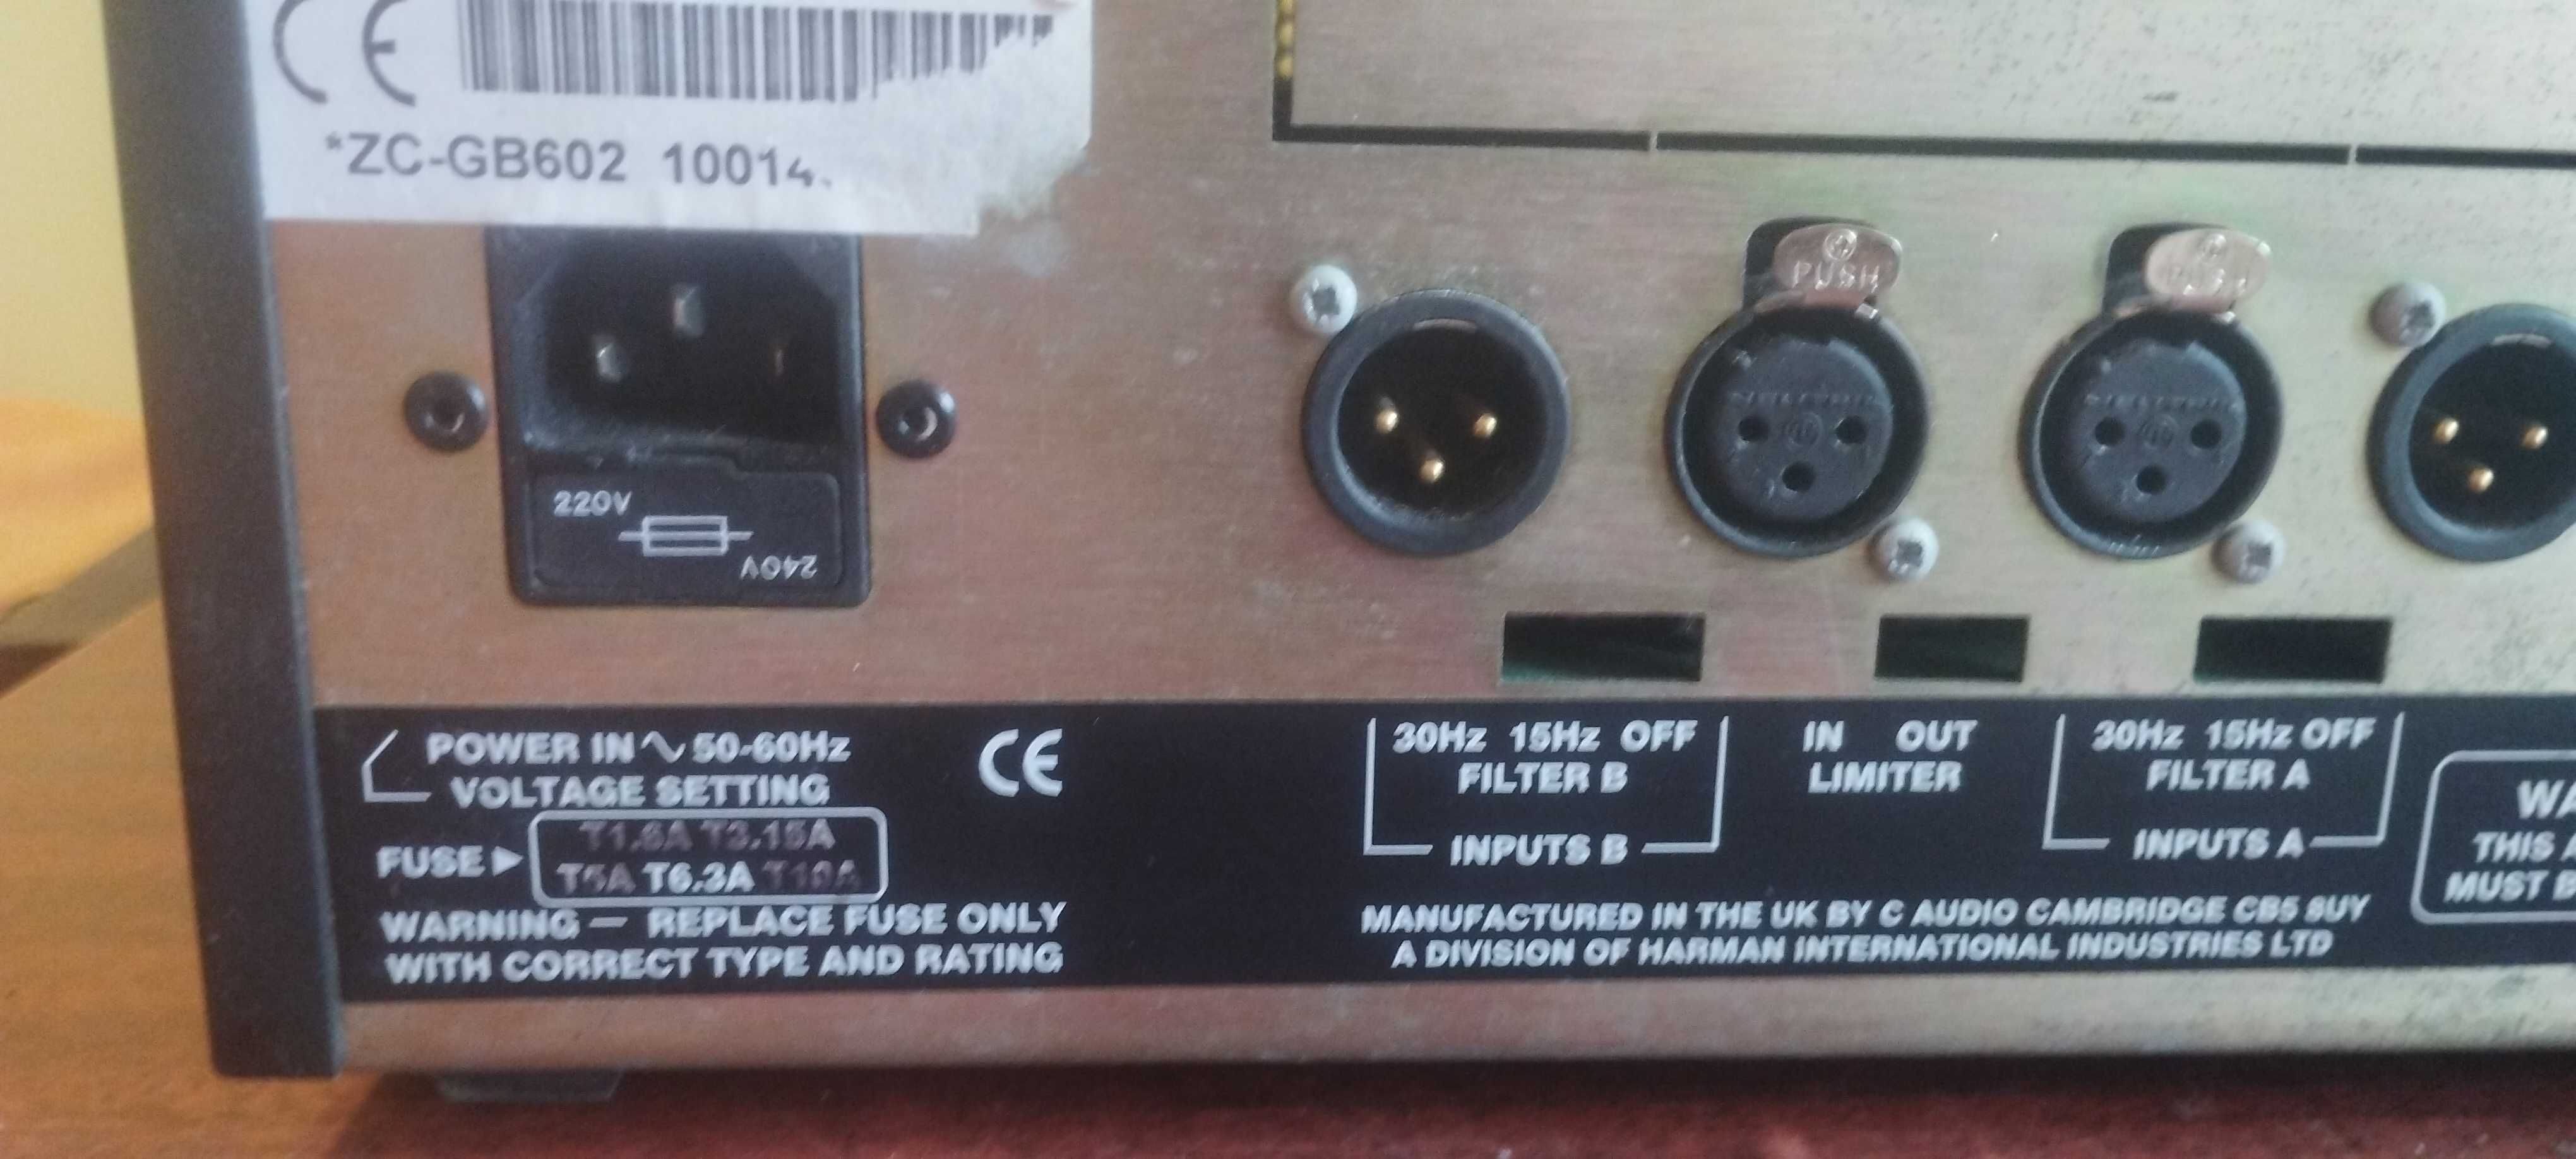 CE
*ZC-GB602 10014
PUSH
PUSH
220V
240V
POWER IN 50-60Hz
VOLTAGE SETTING
CE
FUSE
T1.6A T3.15A
T5A T6.3A T10A
WARNING — REPLACE FUSE ONLY
WITH CORRECT TYPE AND RATING
30Hz 15Hz OFF
FILTER B
INPUTS B
IN OUT
LIMITER
30Hz 15Hz OFF
FILTER A
INPUTS A
MANUFACTURED IN THE UK BY C AUDIO CAMBRIDGE CB5 8UY
A DIVISION OF HARMAN INTERNATIONAL INDUSTRIES LTD
WA
THIS A
MUST B